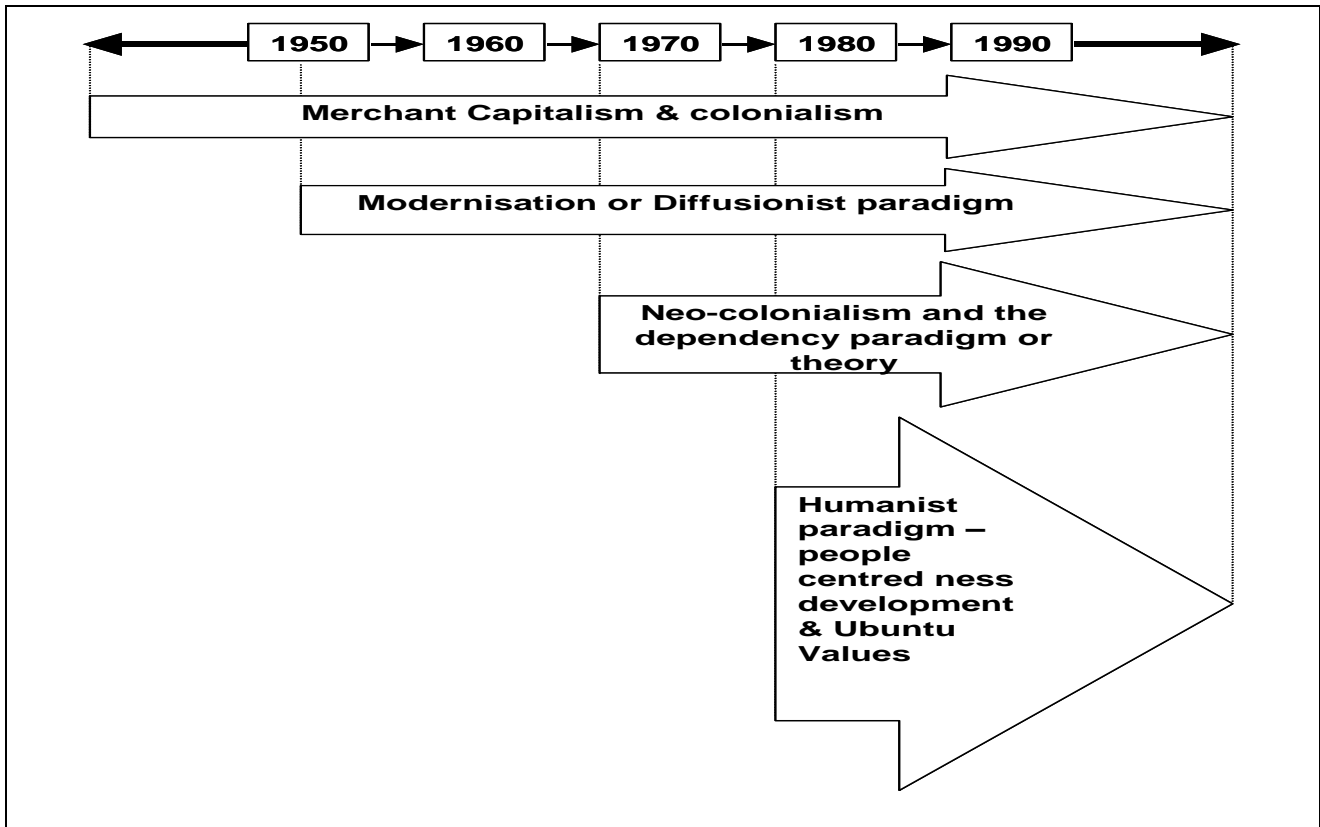 1950 1960 1970 1980 1990
Merchant Capitalism & colonialism
Modernisation or Diffusionist paradigm
Neo-colonialism and the
dependency paradigm or
theory
Humanist
paradigm –
people
centred ness
development
& Ubuntu
Values